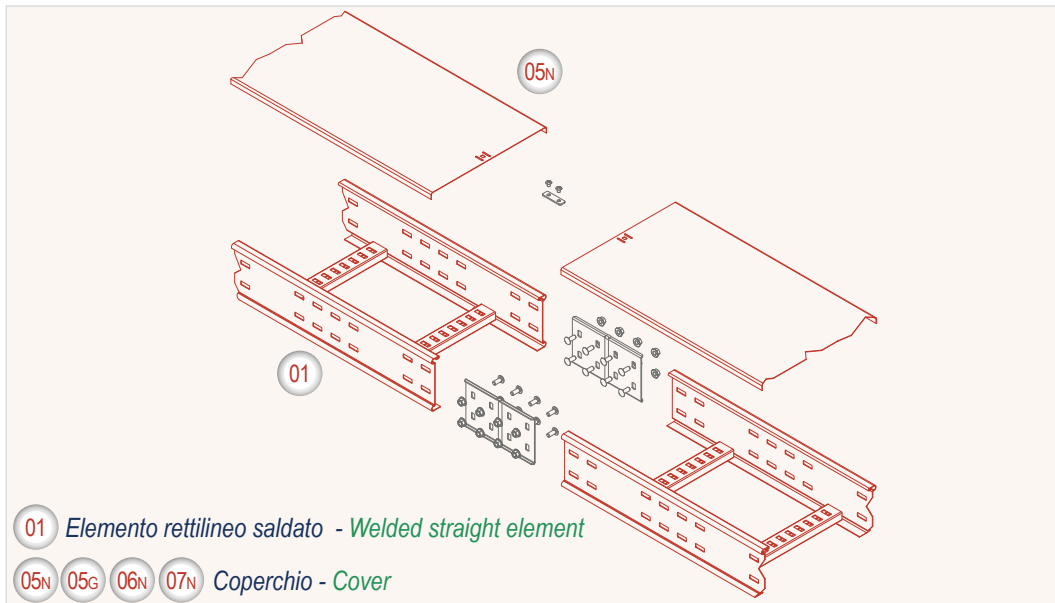 05N
01
01 Elemento rettilineo saldato - Welded straight element
05N 05G 06N 07N Coperchio - Cover